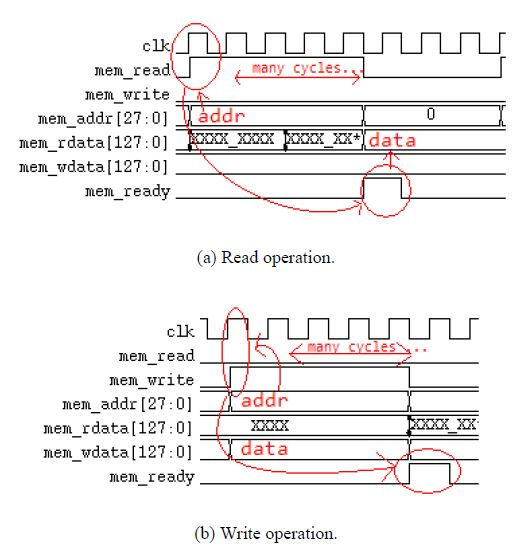 clk
mem_read many cycles...
mem_write
mem_addr[27:0] addr 0
mem_rdata[127:0] XXXX_XXXX XXXX_XX* data
mem_wdata[127:0]
mem_ready
(a) Read operation.
clk
mem_read many cycles...
mem_write
mem_addr[27:0] addr
mem_rdata[127:0] XXXX XXXX_XX
mem_wdata[127:0] data
mem_ready
(b) Write operation.